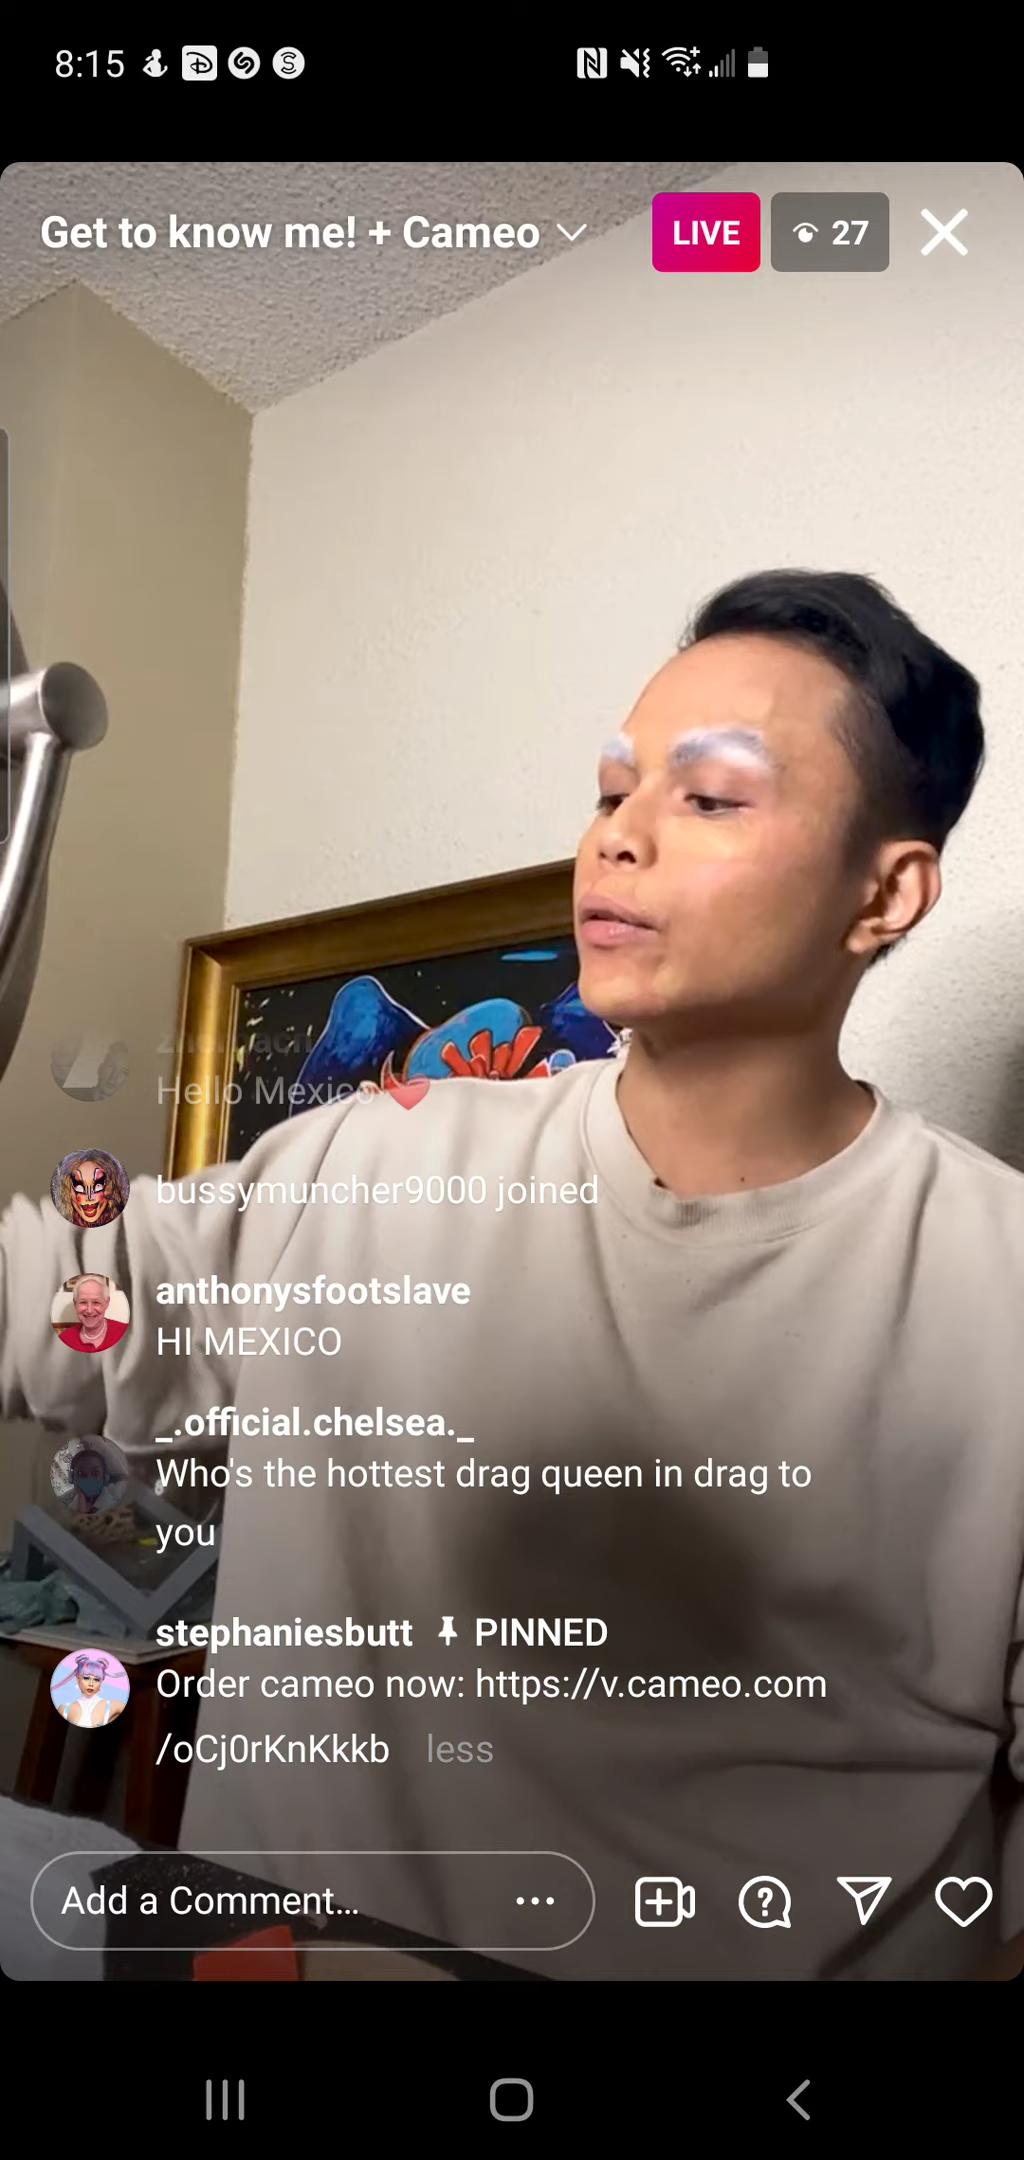 8:15
Get to know me! + Cameo
LIVE
27
Hello Mexico
bussymuncher9000 joined
anthonysfootslave
HI MEXICO
_.official.chelsea._
Who's the hottest drag queen in drag to
you
stephaniesbutt PINNED
Order cameo now: https://v.cameo.com
/oCj0rKnKkkb less
Add a Comment...